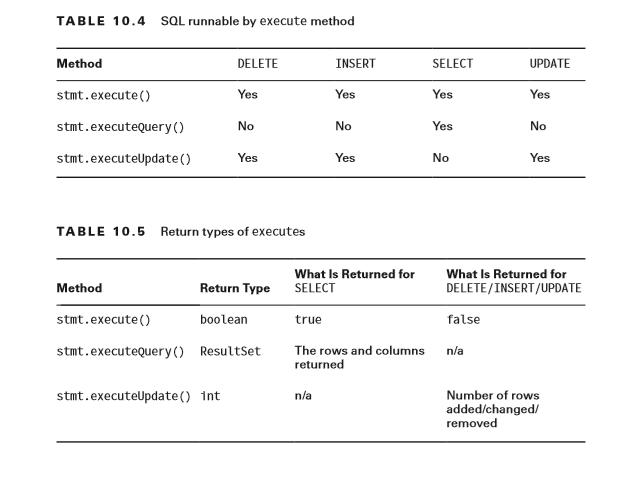 TABLE 10.4 SQL runnable by execute method
Method DELETE INSERT SELECT UPDATE
stmt.execute() Yes Yes Yes Yes
stmt.executeQuery() No No Yes No
stmt.executeUpdate() Yes Yes No Yes
TABLE 10.5 Return types of executes
What Is Returned for What Is Returned for
Method Return Type SELECT DELETE/INSERT/UPDATE
stmt.execute() boolean true false
stmt.executeQuery() ResultSet The rows and columns n/a
returned
stmt.executeUpdate() int n/a Number of rows
added/changed/
removed